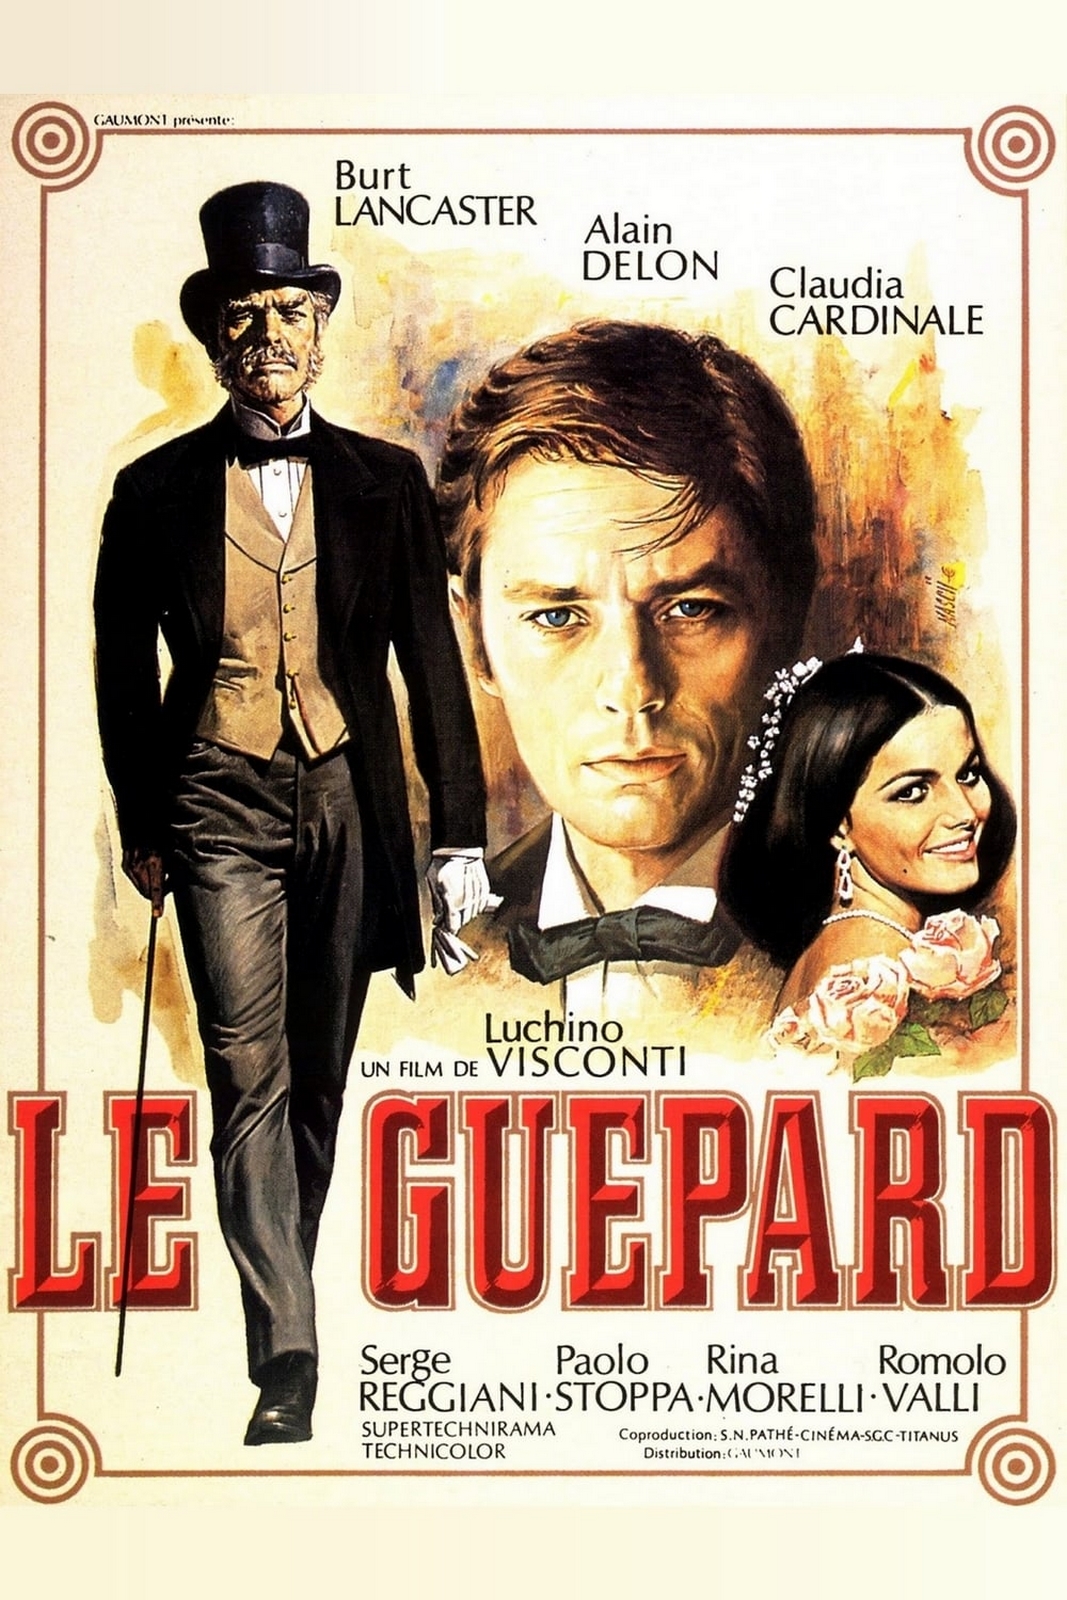 GAUMONT présente:
Burt
LANCASTER
Alain
DELON
Claudia
CARDINALE
Luchino
UN FILM DE VISCONTI
LE GUEPARD
Serge Paolo Rina Romolo
REGGIANI·STOPPA·MORELLI·VALLI
SUPERTECHNIRAMA
TECHNICOLOR
Coproduction: S.N.PATHÉ-CINÉMA-S.G.C-TITANUS
Distribution: GAUMONT